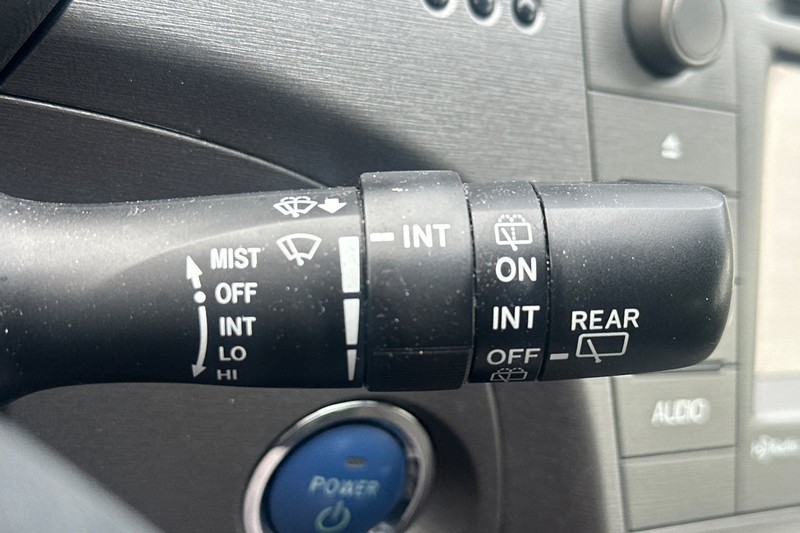 MIST
OFF
INT
LO
HI
INT
ON
INT
OFF
REAR
POWER
AUDIO